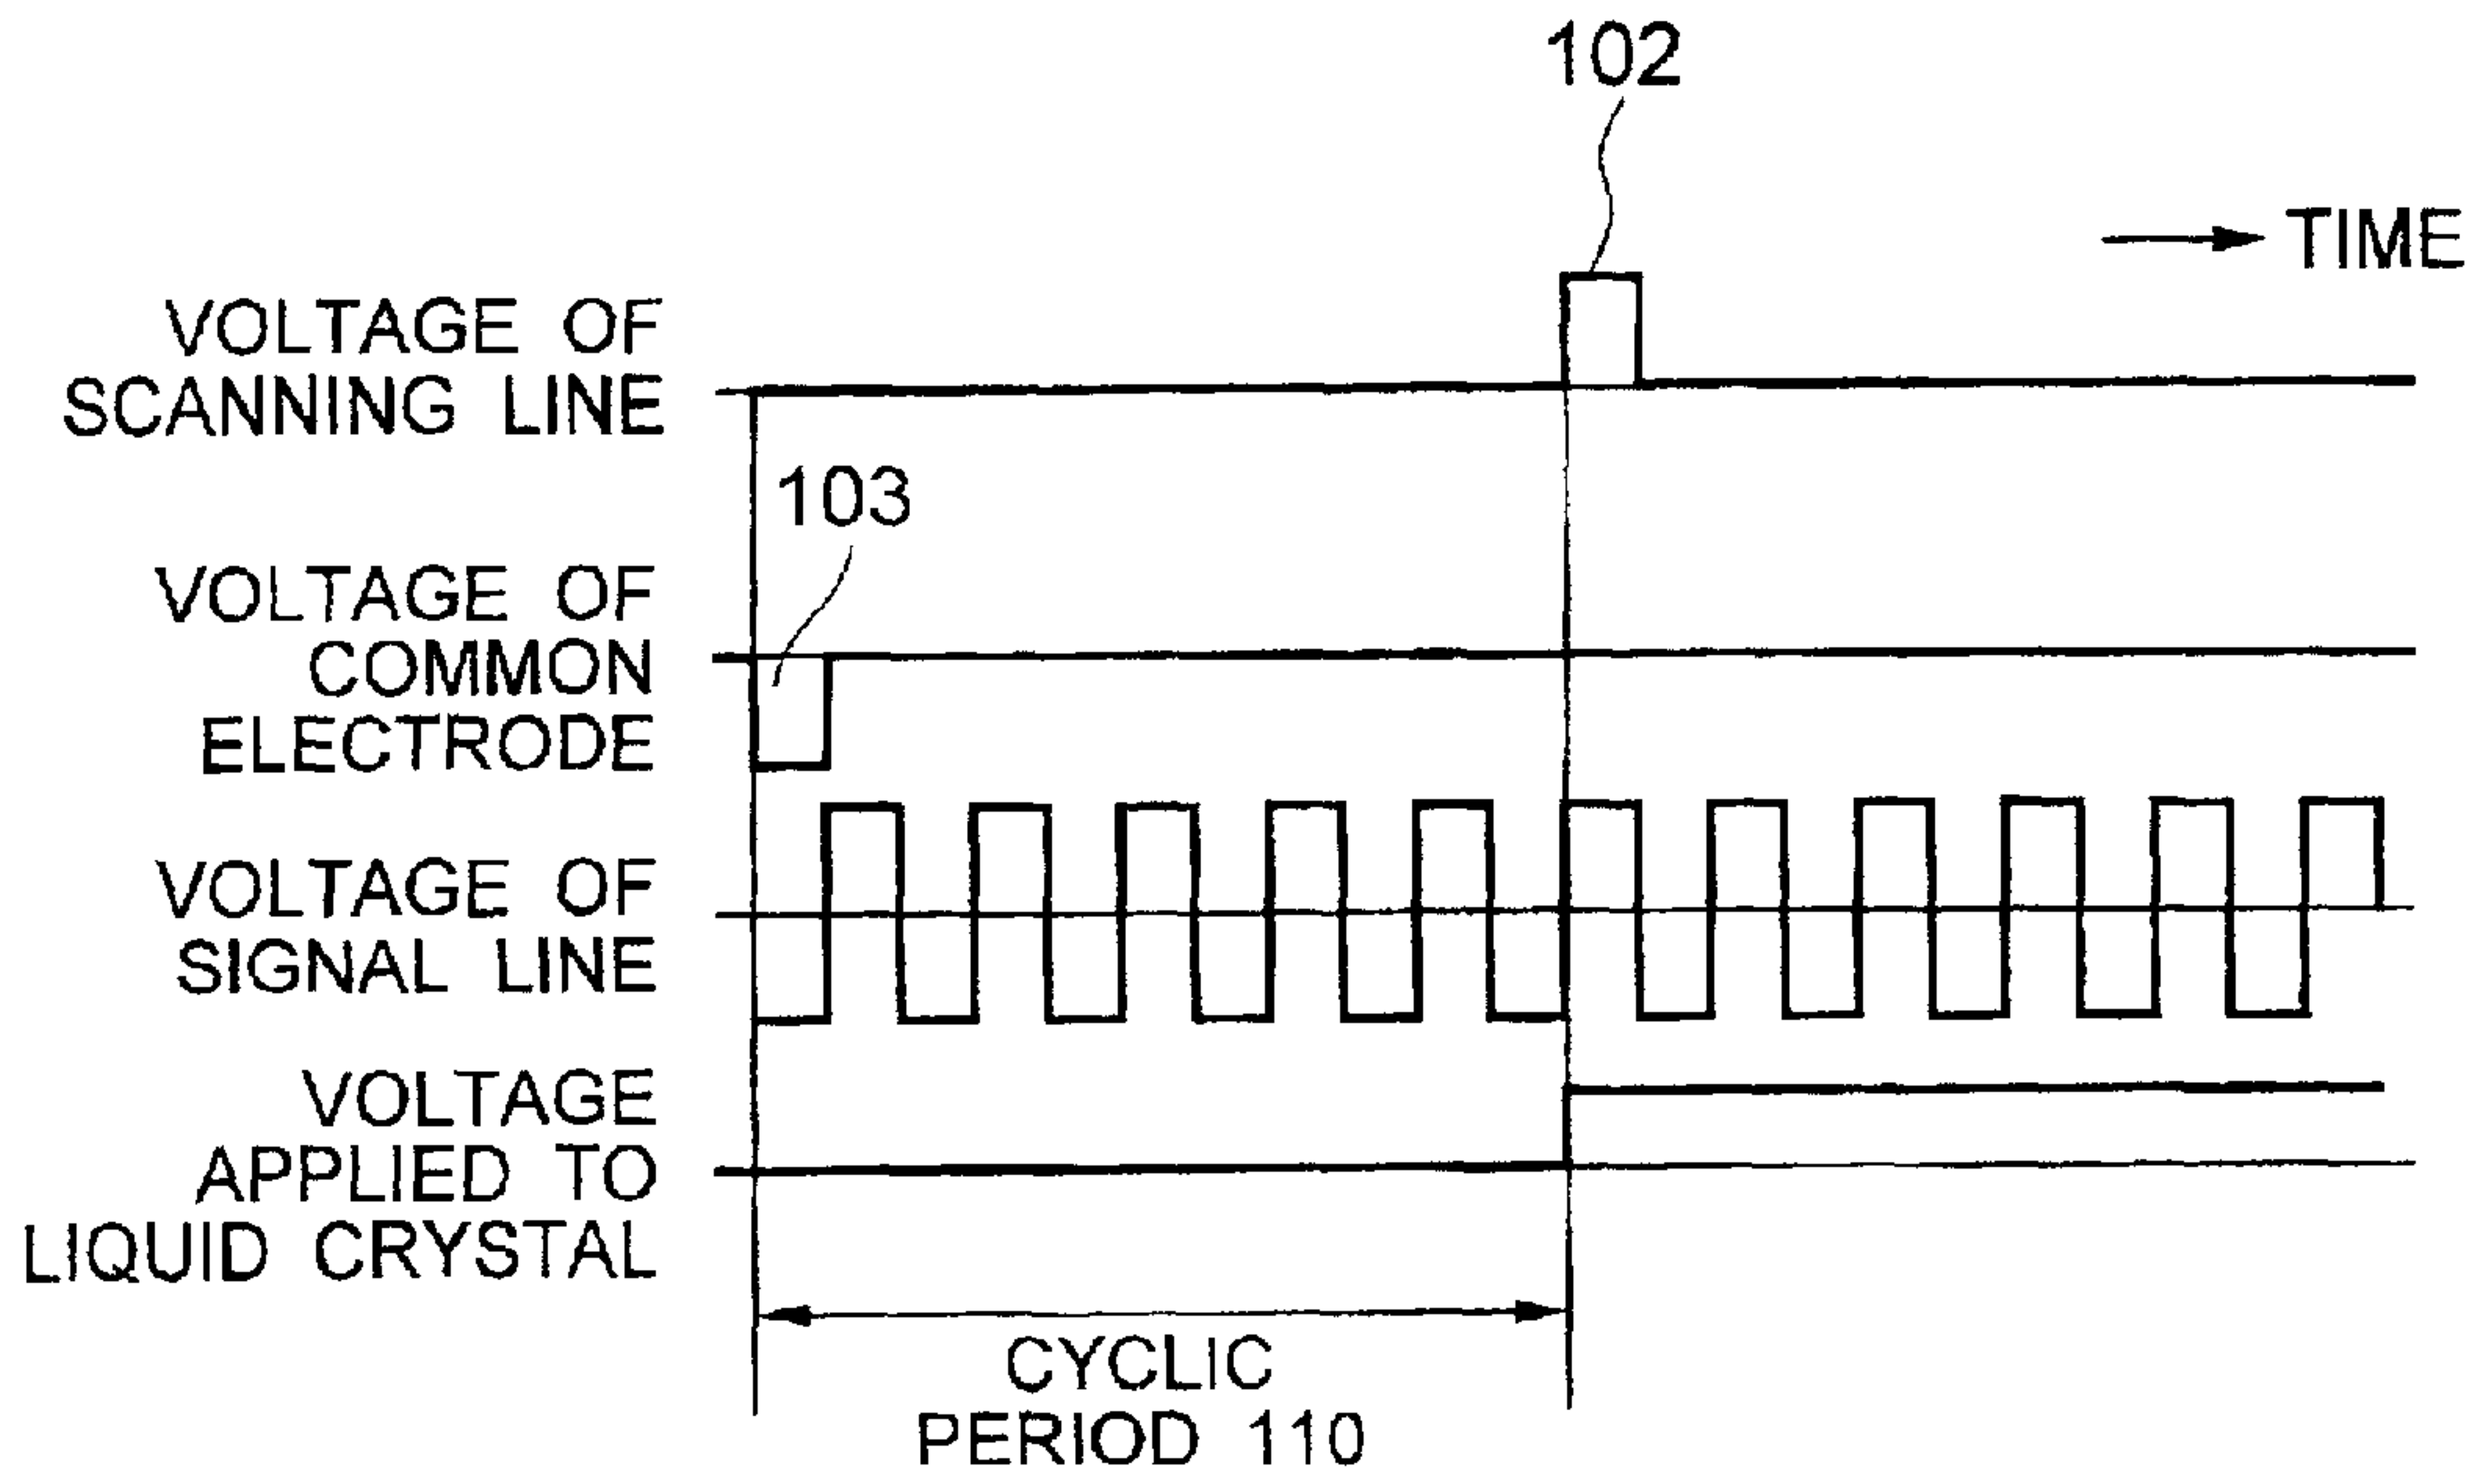 102
→ TIME
VOLTAGE OF
SCANNING LINE
103
VOLTAGE OF
COMMON
ELECTRODE
VOLTAGE OF
SIGNAL LINE
VOLTAGE
APPLIED TO
LIQUID CRYSTAL
CYCLIC
PERIOD 110